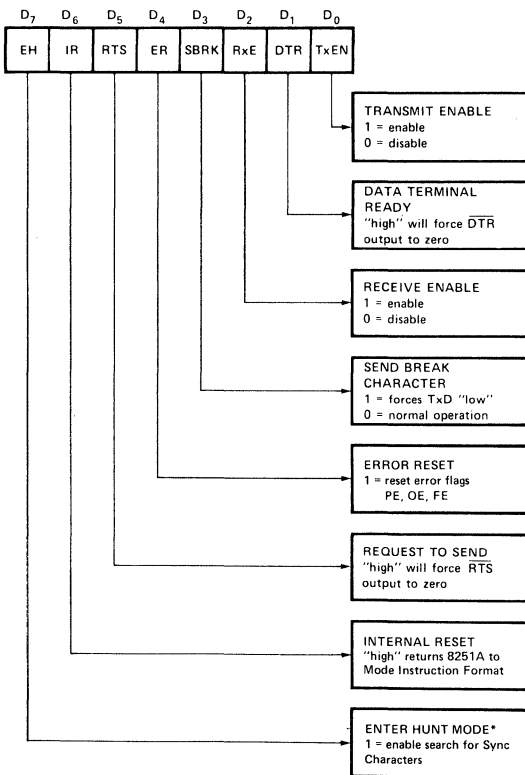 D7 D6 D5 D4 D3 D2 D1 D0
EH IR RTS ER SBRK RxE DTR TxEN
TRANSMIT ENABLE
1 = enable
0 = disable
DATA TERMINAL
READY
"high" will force DTR
output to zero
RECEIVE ENABLE
1 = enable
0 = disable
SEND BREAK
CHARACTER
1 = forces TxD "low"
0 = normal operation
ERROR RESET
1 = reset error flags
PE, OE, FE
REQUEST TO SEND
"high" will force RTS
output to zero
INTERNAL RESET
"high" returns 8251A to
Mode Instruction Format
ENTER HUNT MODE*
1 = enable search for Sync
Characters